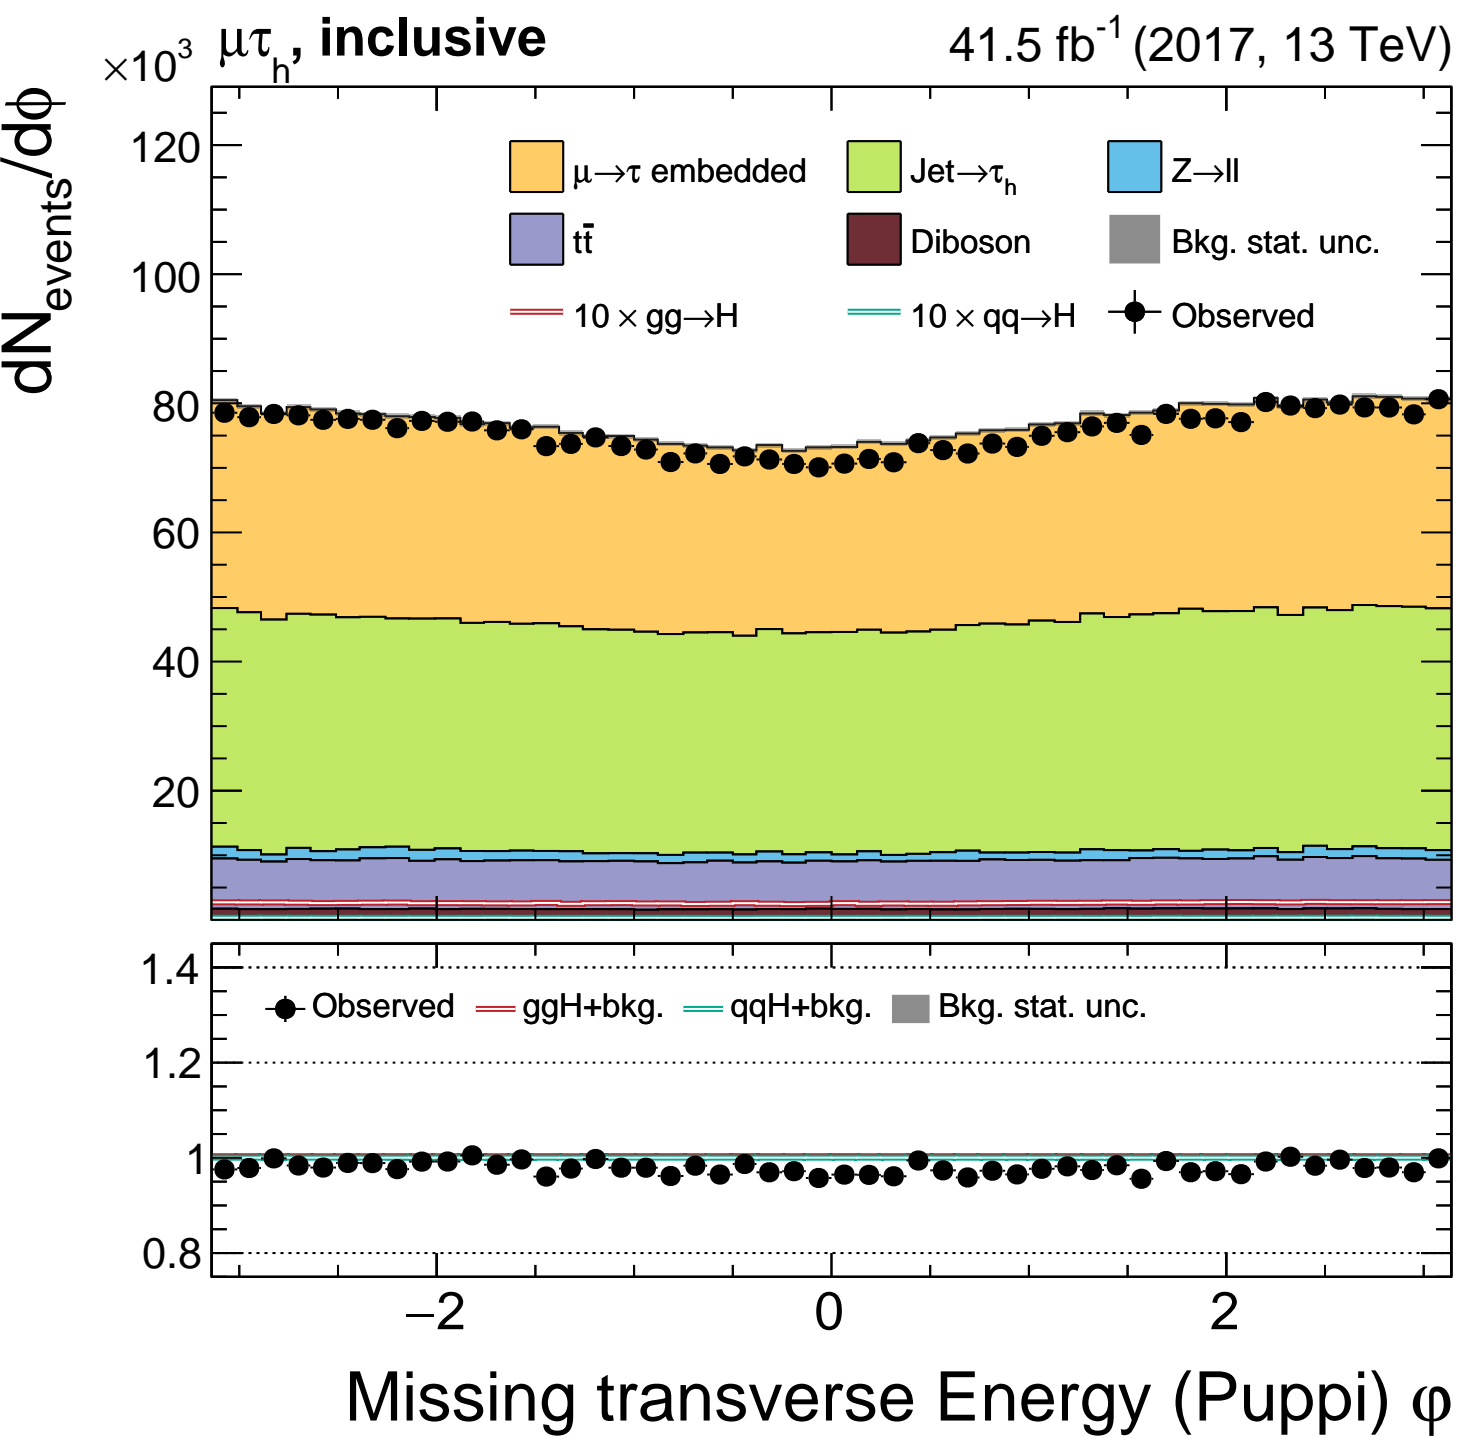 ×10³ μτh, inclusive 41.5 fb⁻¹ (2017, 13 TeV)
dNevents/dϕ
120
100
80
60
40
20
μ→τ embedded Jet→τh Z→ll
tt̄ Diboson Bkg. stat. unc.
10 × gg→H 10 × qq→H Observed
1.4
1.2
1
0.8
Observed ggH+bkg. qqH+bkg. Bkg. stat. unc.
−2 0 2
Missing transverse Energy (Puppi) φ